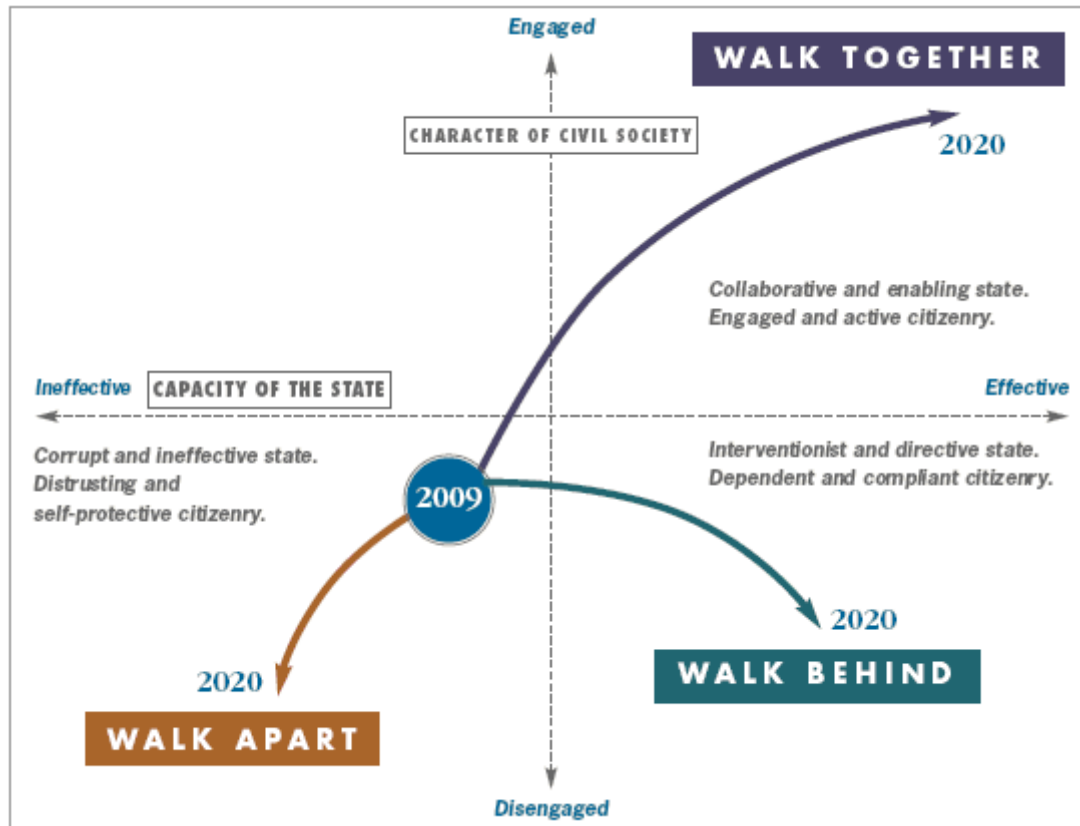 Engaged
WALK TOGETHER
CHARACTER OF CIVIL SOCIETY
2020
Collaborative and enabling state.
Engaged and active citizenry.
Ineffective
CAPACITY OF THE STATE
Effective
Corrupt and ineffective state.
Distrusting and
self-protective citizenry.
Interventionist and directive state.
Dependent and compliant citizenry.
2009
2020
WALK BEHIND
2020
WALK APART
Disengaged